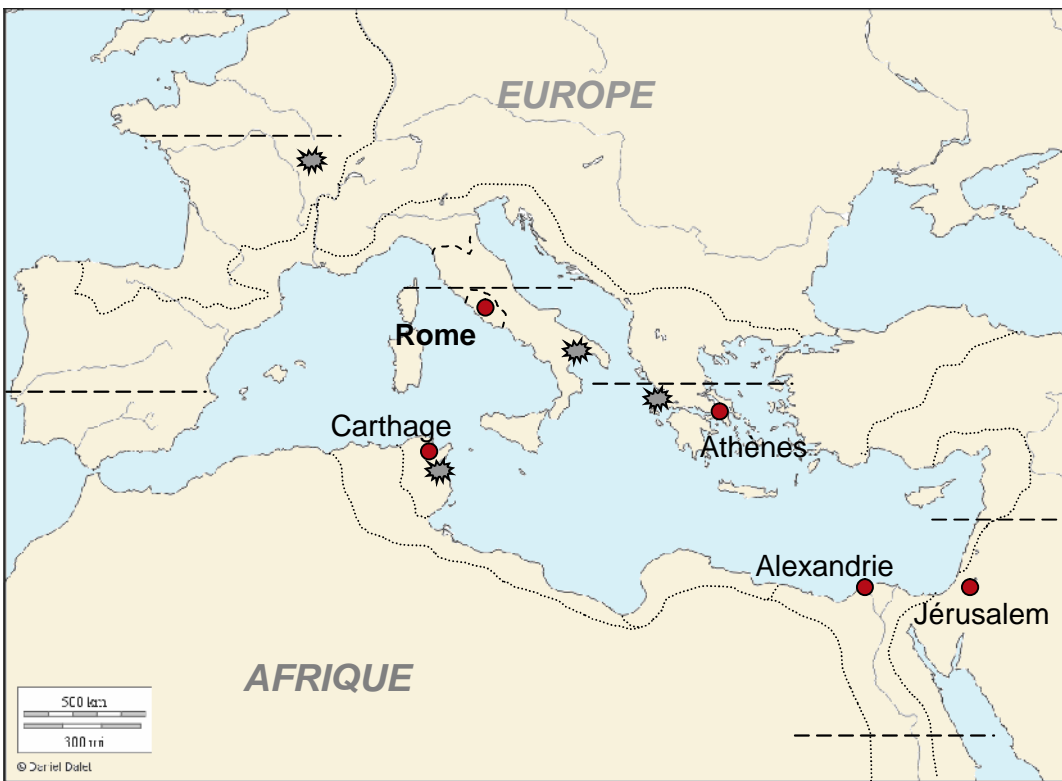 EUROPE
Rome
Carthage
Athènes
Alexandrie
Jérusalem
AFRIQUE
500 km
300 mi
© Daniel Dalet